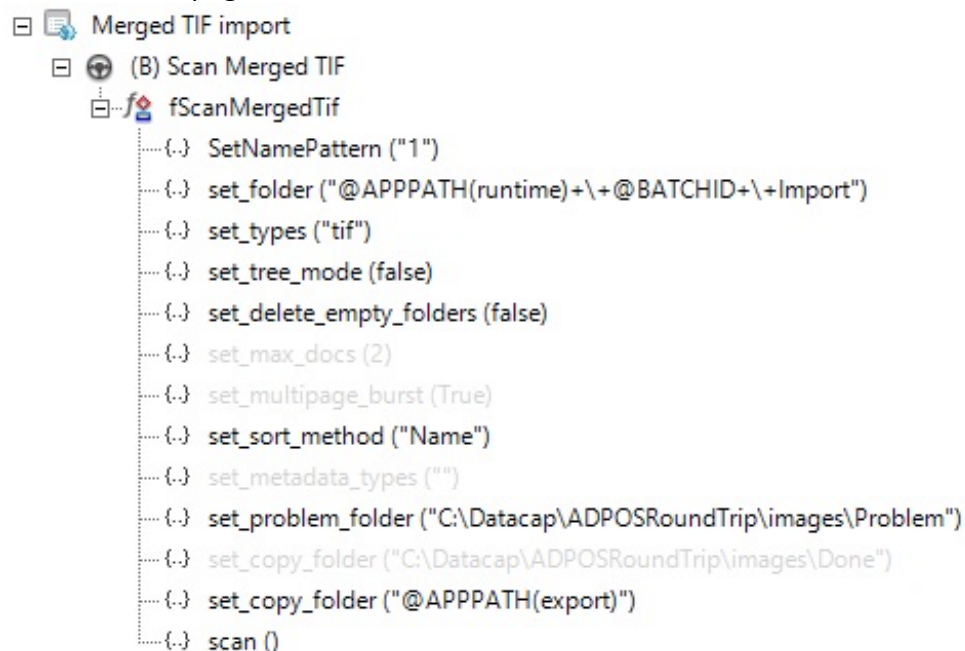 Merged TIF import
(B) Scan Merged TIF
fScanMergedTif
{..} SetNamePattern ("1")
{..} set_folder ("@APPPATH(runtime)+\+@BATCHID+\+Import")
{..} set_types ("tif")
{..} set_tree_mode (false)
{..} set_delete_empty_folders (false)
{..} set_max_docs (2)
{..} set_multipage_burst (True)
{..} set_sort_method ("Name")
{..} set_metadata_types ("")
{..} set_problem_folder ("C:\Datacap\ADPOSRoundTrip\images\Problem")
{..} set_copy_folder ("C:\Datacap\ADPOSRoundTrip\images\Done")
{..} set_copy_folder ("@APPPATH(export)")
{..} scan ()